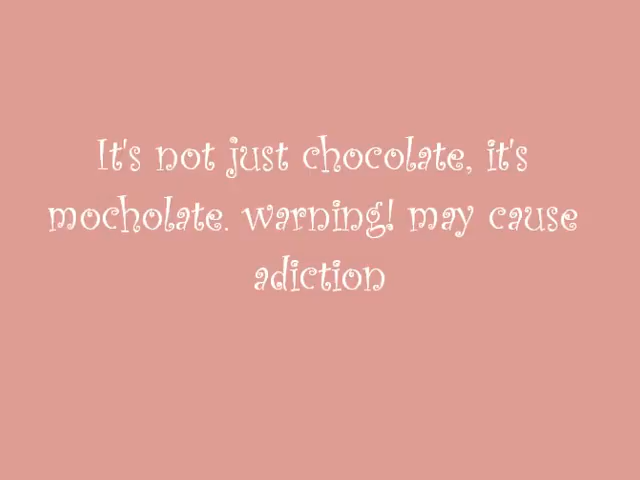 It's not just chocolate, it's
mocholate. warning! may cause
adiction